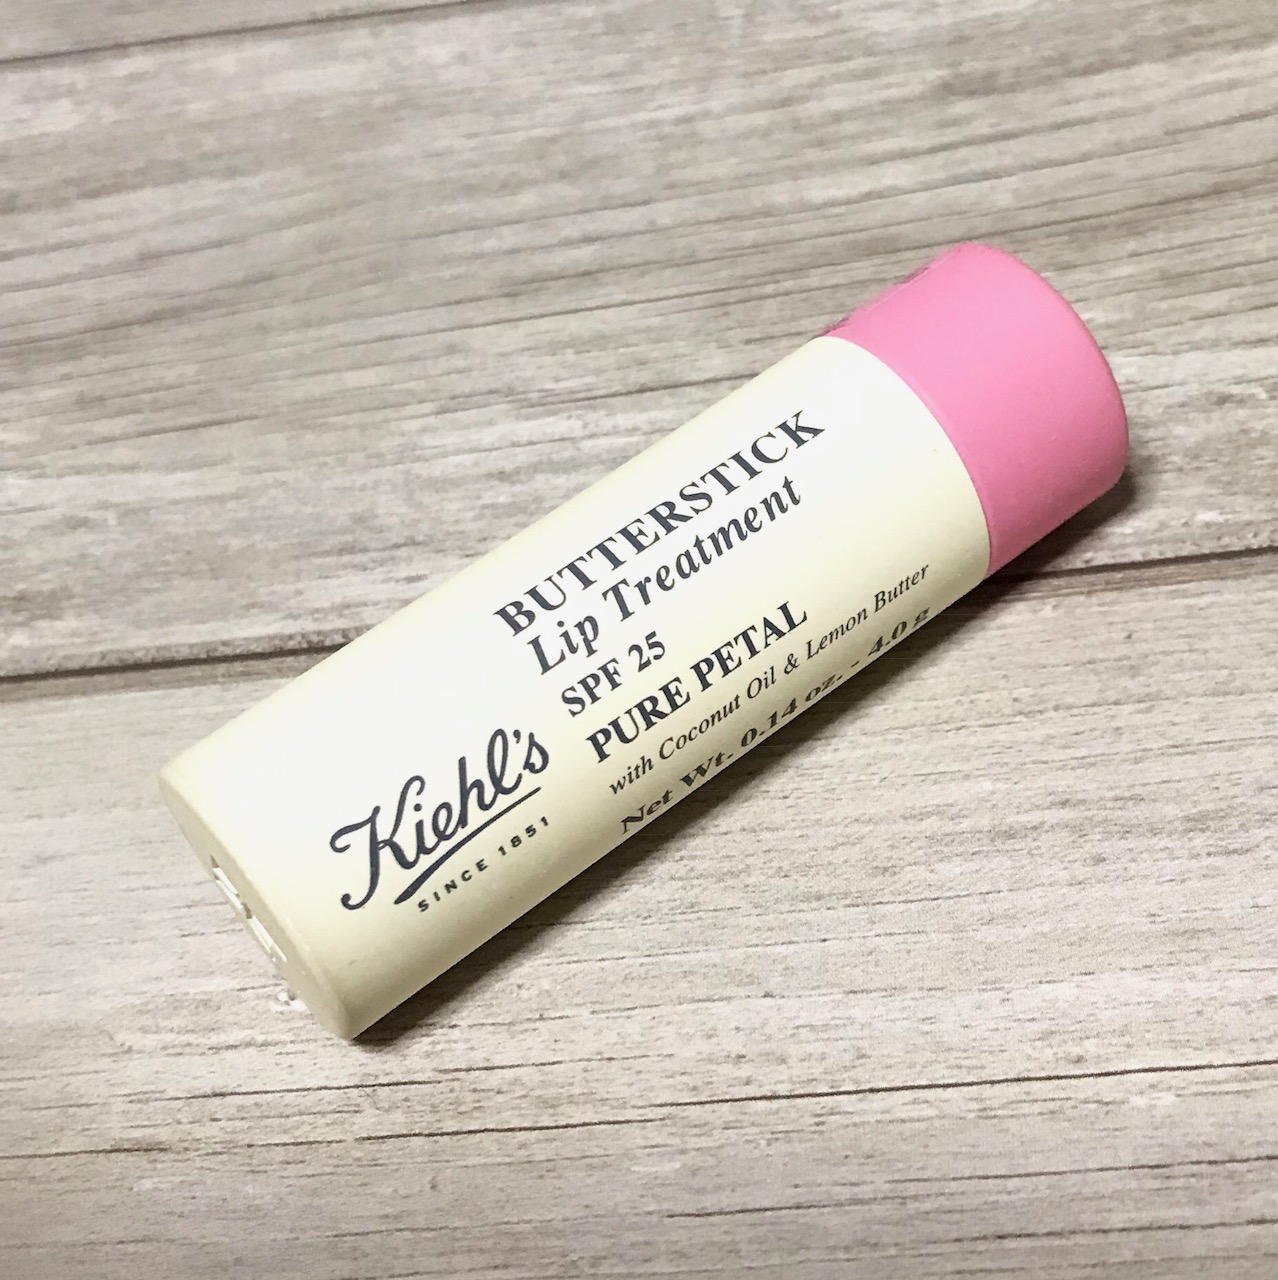 BUTTERSTICK
Lip Treatment
SPF 25
PURE PETAL
with Coconut Oil & Lemon Butter
Net Wt. 0.14 oz. - 4.0 g
Kiehl's
SINCE 1851